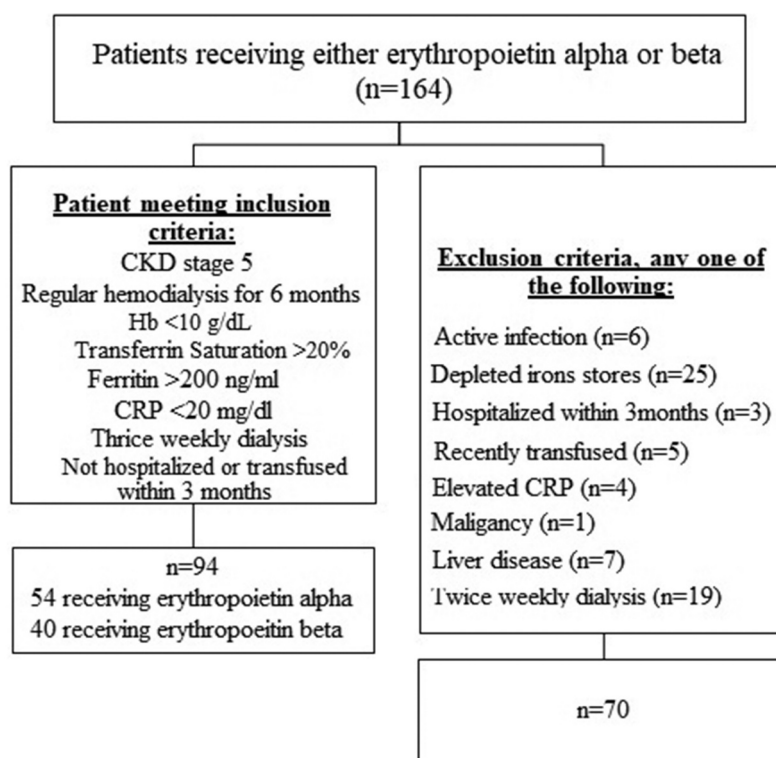 Patients receiving either erythropoietin alpha or beta
(n=164)
Patient meeting inclusion
criteria:
CKD stage 5
Regular hemodialysis for 6 months
Hb <10 g/dL
Transferrin Saturation >20%
Ferritin >200 ng/ml
CRP <20 mg/dl
Thrice weekly dialysis
Not hospitalized or transfused
within 3 months
n=94
54 receiving erythropoietin alpha
40 receiving erythropoeitin beta
Exclusion criteria, any one of
the following:
Active infection (n=6)
Depleted irons stores (n=25)
Hospitalized within 3months (n=3)
Recently transfused (n=5)
Elevated CRP (n=4)
Maligancy (n=1)
Liver disease (n=7)
Twice weekly dialysis (n=19)
n=70